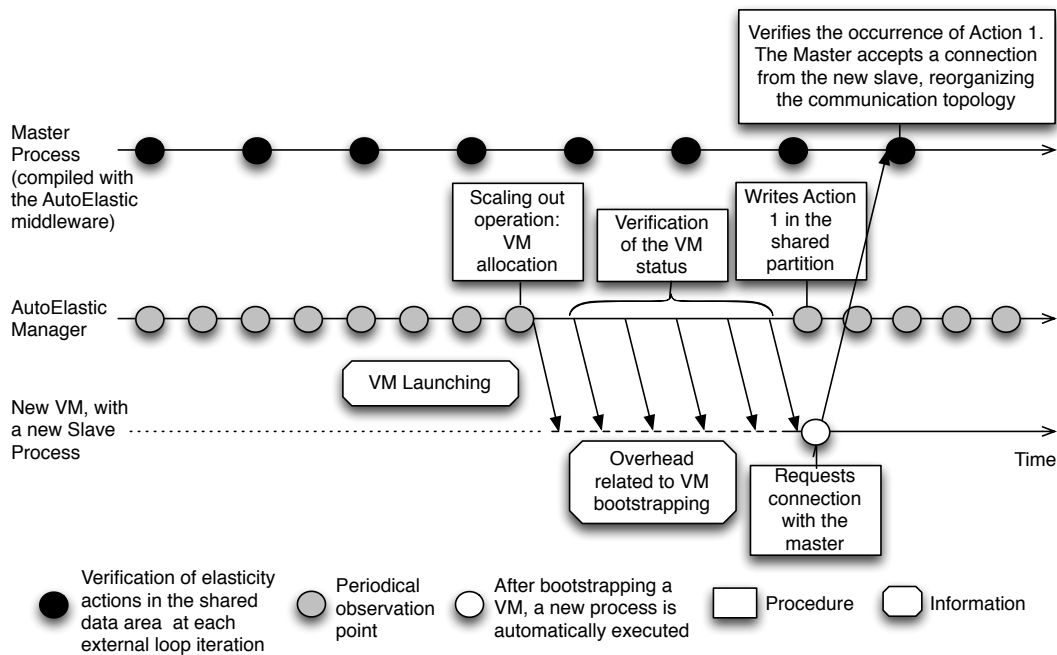 Verifies the occurrence of Action 1.
The Master accepts a connection
from the new slave, reorganizing
the communication topology
Master
Process
(compiled with
the AutoElastic
middleware)
Scaling out
operation:
VM
allocation
Verification
of the VM
status
Writes Action
1 in the
shared
partition
AutoElastic
Manager
VM Launching
New VM, with
a new Slave
Process
Time
Overhead
related to VM
bootstrapping
Requests
connection
with the
master
Verification of elasticity
actions in the shared
data area at each
external loop iteration
Periodical
observation
point
After bootstrapping a
VM, a new process is
automatically executed
Procedure
Information